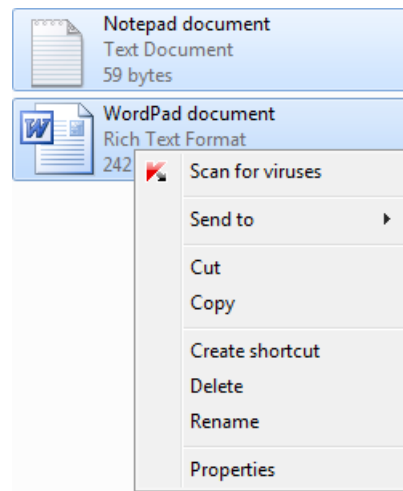 Notepad document
Text Document
59 bytes
WordPad document
Rich Text Format
242
Scan for viruses
Send to
Cut
Copy
Create shortcut
Delete
Rename
Properties